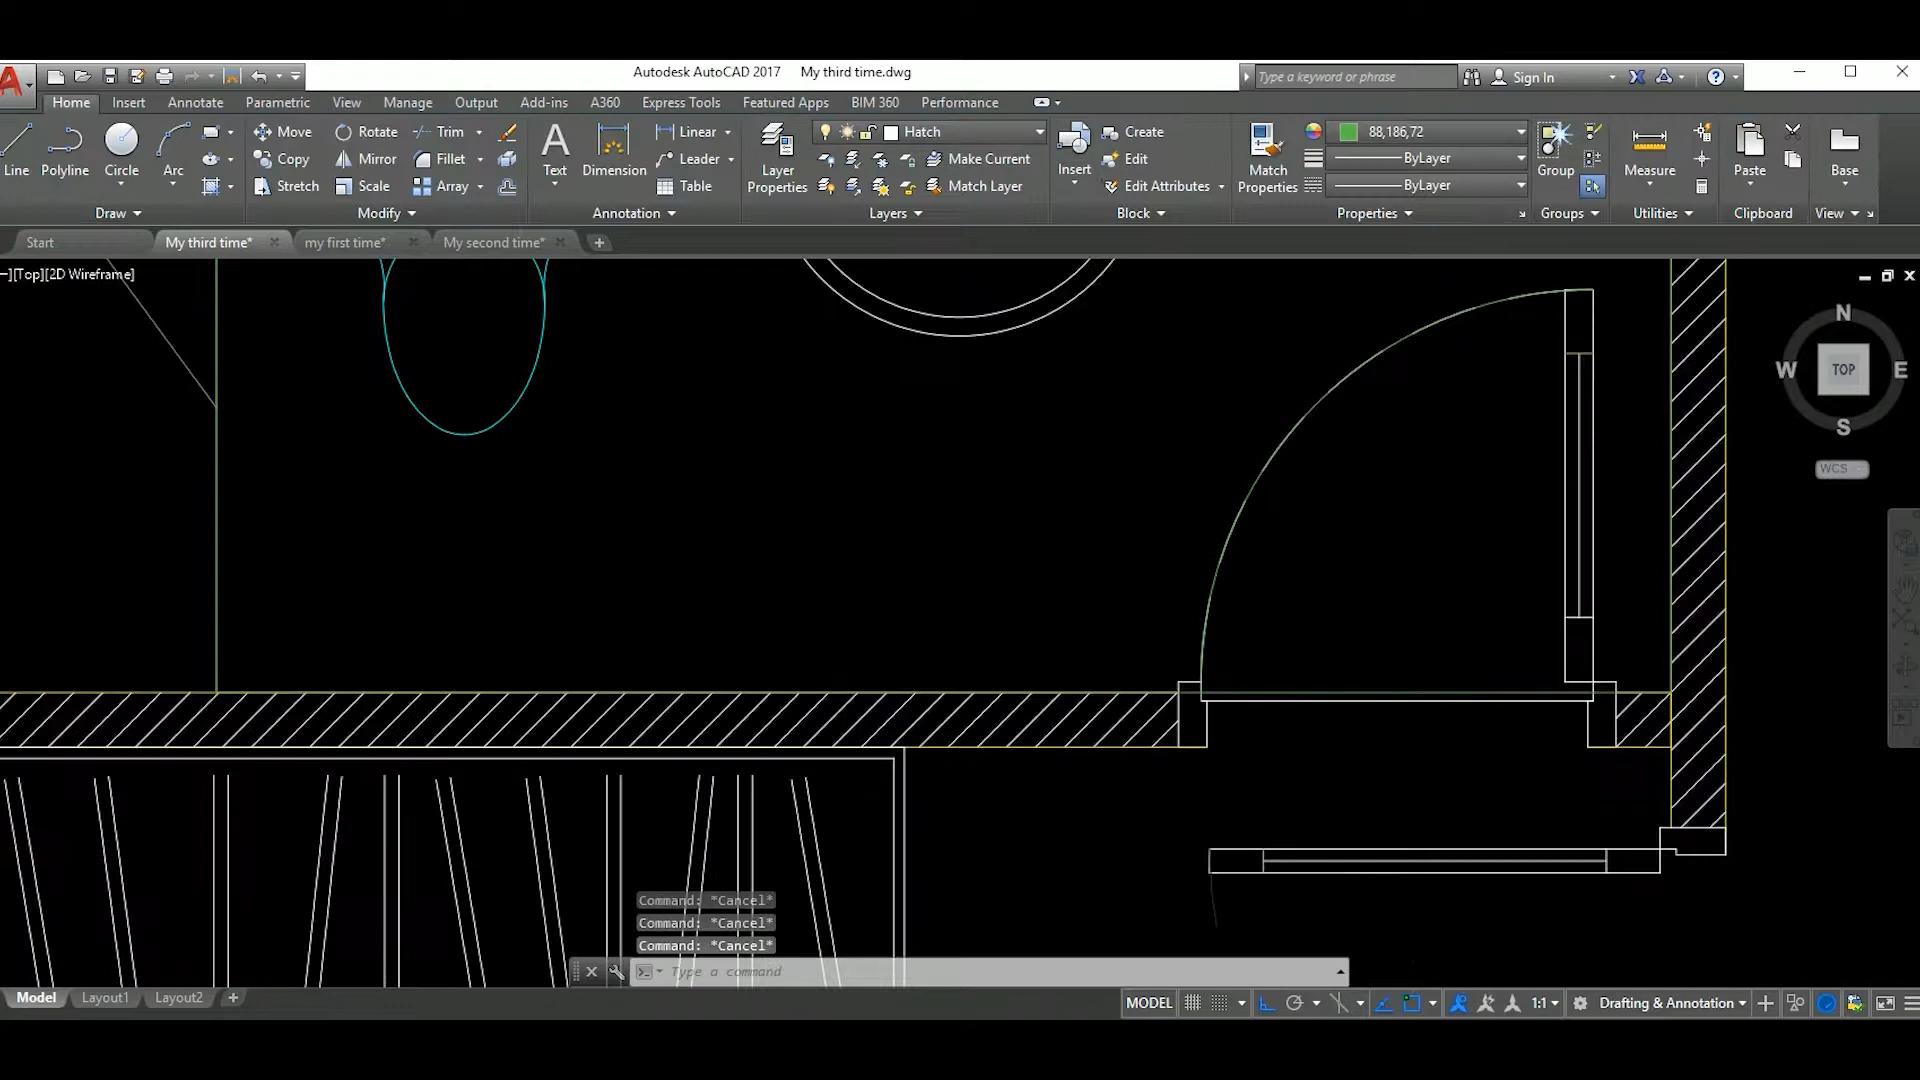 Autodesk AutoCAD 2017 My third time.dwg
Type a keyword or phrase
Sign In
Home Insert Annotate Parametric View Manage Output Add-ins A360 Express Tools Featured Apps BIM 360 Performance
Line Polyline Circle Arc
Move Rotate Trim
Copy Mirror Fillet
Stretch Scale Array
Text Dimension
Linear
Leader
Table
Layer Properties
Hatch
Make Current
Match Layer
Insert
Create
Edit
Edit Attributes
Match Properties
88,186,72
ByLayer
ByLayer
Group
Measure
Paste
Base
Draw Modify Annotation Layers Block Properties Groups Utilities Clipboard View
Start My third time* my first time* My second time*
−][Top][2D Wireframe]
N
W TOP E
S
WCS
Command: *Cancel*
Command: *Cancel*
Command: *Cancel*
Type a command
Model Layout1 Layout2
MODEL 1:1 Drafting & Annotation